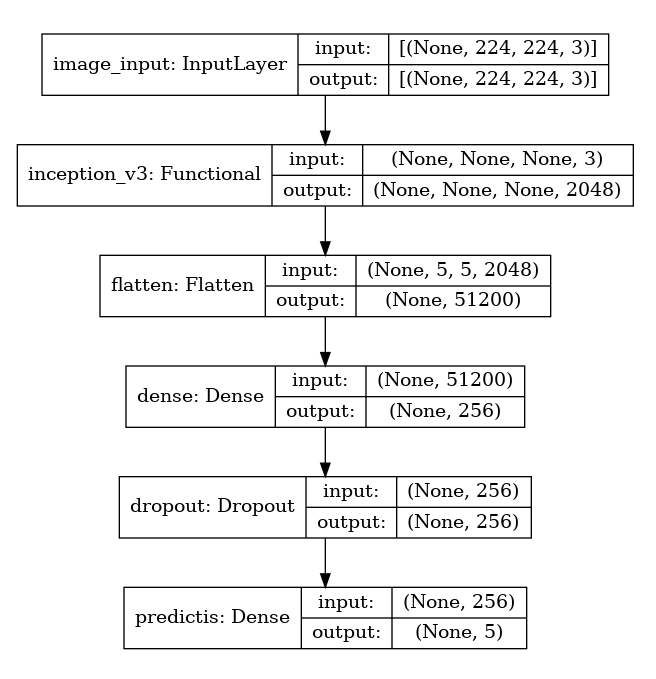 image_input: InputLayer
input: [(None, 224, 224, 3)]
output: [(None, 224, 224, 3)]
inception_v3: Functional
input: (None, None, None, 3)
output: (None, None, None, 2048)
flatten: Flatten
input: (None, 5, 5, 2048)
output: (None, 51200)
dense: Dense
input: (None, 51200)
output: (None, 256)
dropout: Dropout
input: (None, 256)
output: (None, 256)
predictis: Dense
input: (None, 256)
output: (None, 5)